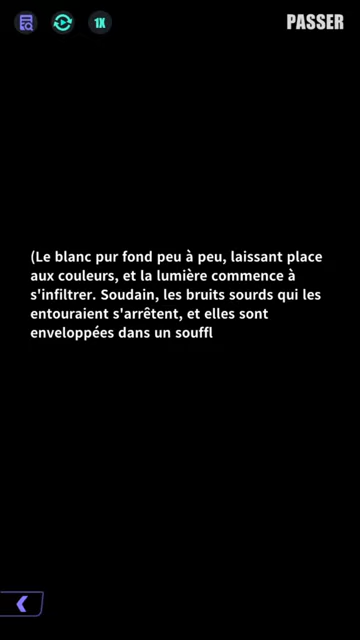 1X
PASSER
(Le blanc pur fond peu à peu, laissant place
aux couleurs, et la lumière commence à
s'infiltrer. Soudain, les bruits sourds qui les
entouraient s'arrêtent, et elles sont
enveloppées dans un souffl